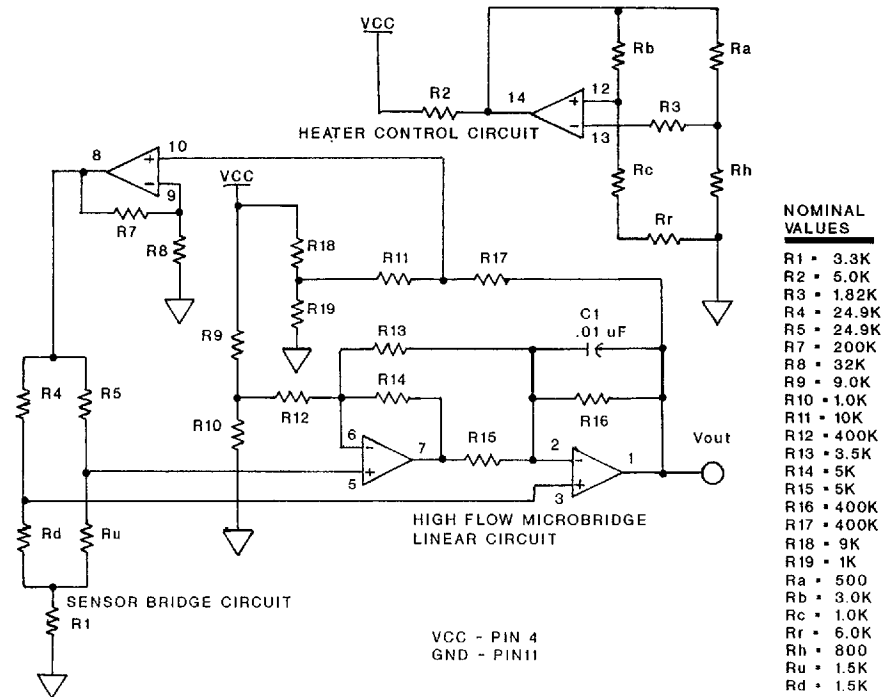 VCC
Rb
Ra
R2
14
12
13
R3
HEATER CONTROL CIRCUIT
Rc
Rh
Rr
8
10
9
R7
R8
VCC
R18
R11
R17
R19
R9
R13
C1
.01 uF
R12
R14
R10
R16
6
7
5
R15
2
1
3
Vout
R4
R5
HIGH FLOW MICROBRIDGE
LINEAR CIRCUIT
Rd
Ru
SENSOR BRIDGE CIRCUIT
R1
VCC - PIN 4
GND - PIN11
NOMINAL
VALUES
R1 = 3.3K
R2 = 5.0K
R3 = 1.82K
R4 = 24.9K
R5 = 24.9K
R7 = 200K
R8 = 32K
R9 = 9.0K
R10 = 1.0K
R11 = 10K
R12 = 400K
R13 = 3.5K
R14 = 5K
R15 = 5K
R16 = 400K
R17 = 400K
R18 = 9K
R19 = 1K
Ra = 500
Rb = 3.0K
Rc = 1.0K
Rr = 6.0K
Rh = 800
Ru = 1.5K
Rd = 1.5K